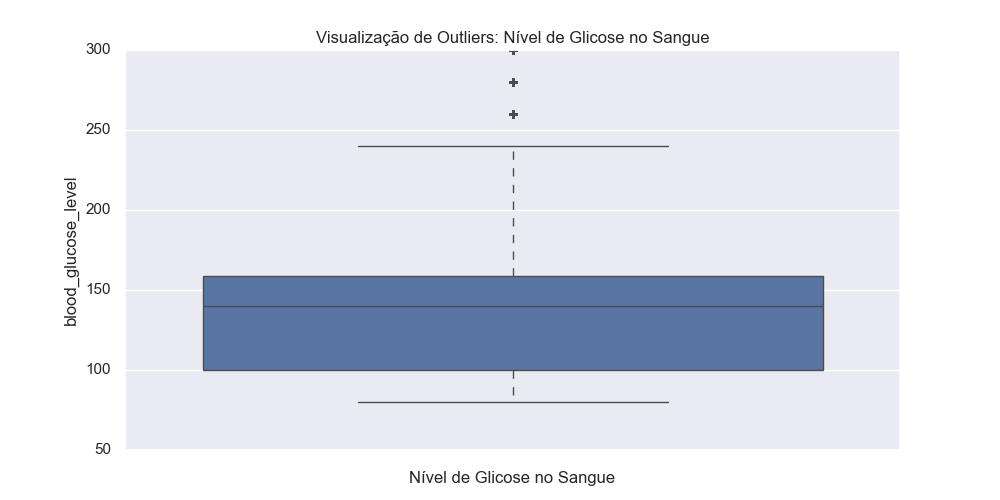 Visualização de Outliers: Nível de Glicose no Sangue
300
250
200
150
100
50
blood_glucose_level
Nível de Glicose no Sangue